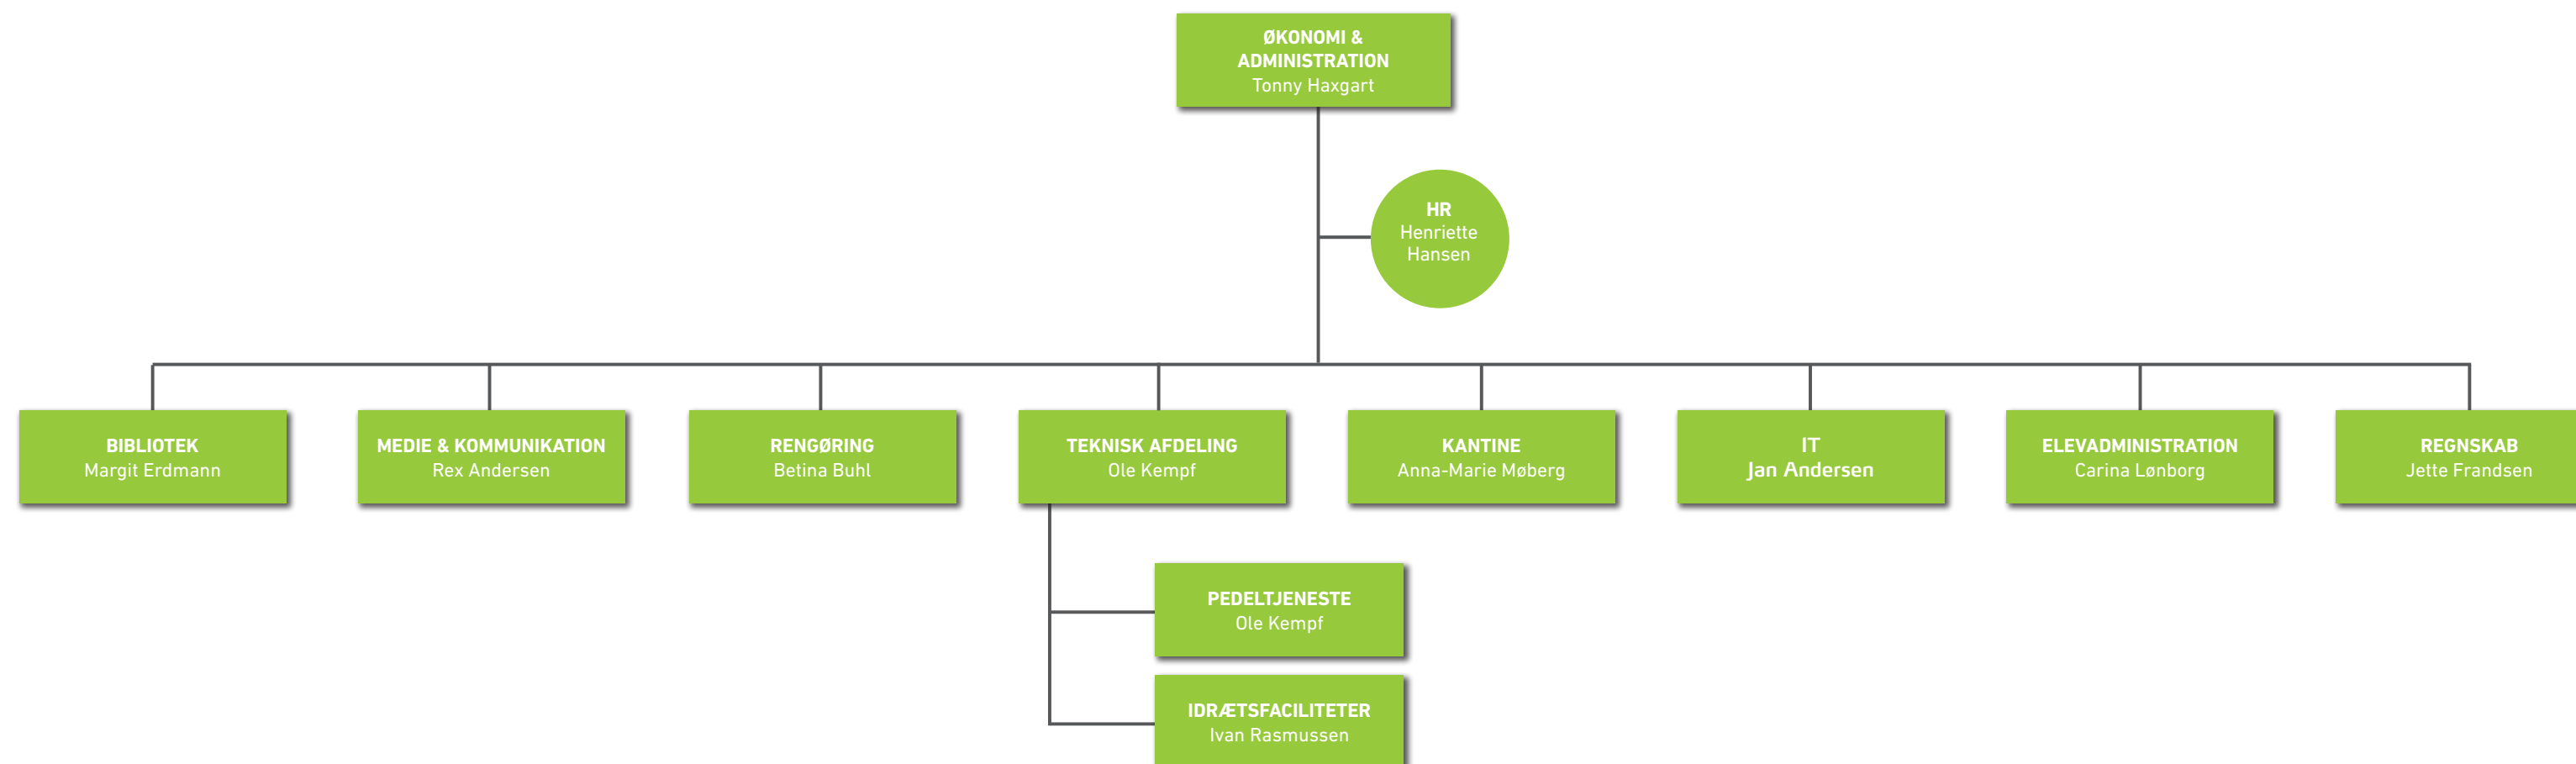 ØKONOMI &
ADMINISTRATION
Tonny Haxgart
HR
Henriette
Hansen
BIBLIOTEK
Margit Erdmann
MEDIE & KOMMUNIKATION
Rex Andersen
RENGØRING
Betina Buhl
TEKNISK AFDELING
Ole Kempf
KANTINE
Anna-Marie Møberg
IT
Jan Andersen
ELEVADMINISTRATION
Carina Lønborg
REGNSKAB
Jette Frandsen
PEDELTJENESTE
Ole Kempf
IDRÆTSFACILITETER
Ivan Rasmussen